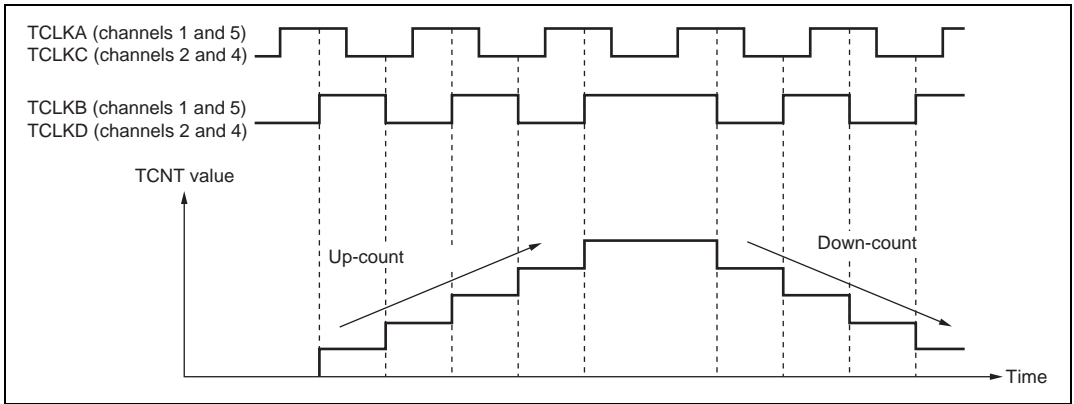 TCLKA (channels 1 and 5)
TCLKC (channels 2 and 4)
TCLKB (channels 1 and 5)
TCLKD (channels 2 and 4)
TCNT value
Up-count
Down-count
Time